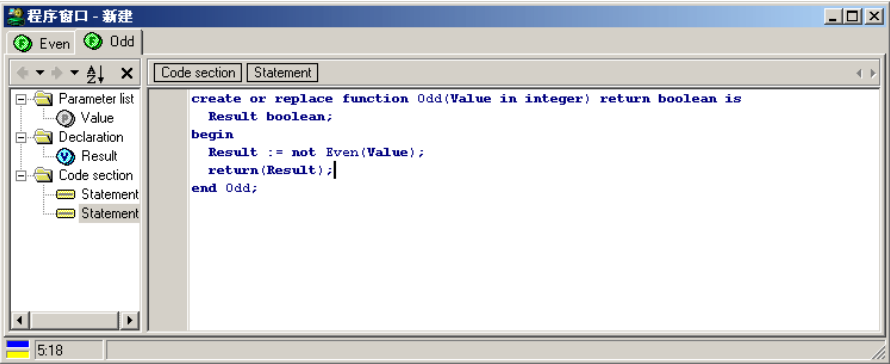 程序窗口 - 新建
Even Odd
Code section Statement
Parameter list
Value
Declaration
Result
Code section
Statement
Statement
create or replace function Odd(Value in integer) return boolean is
Result boolean;
begin
Result := not Even(Value);
return(Result);
end Odd;
5:18